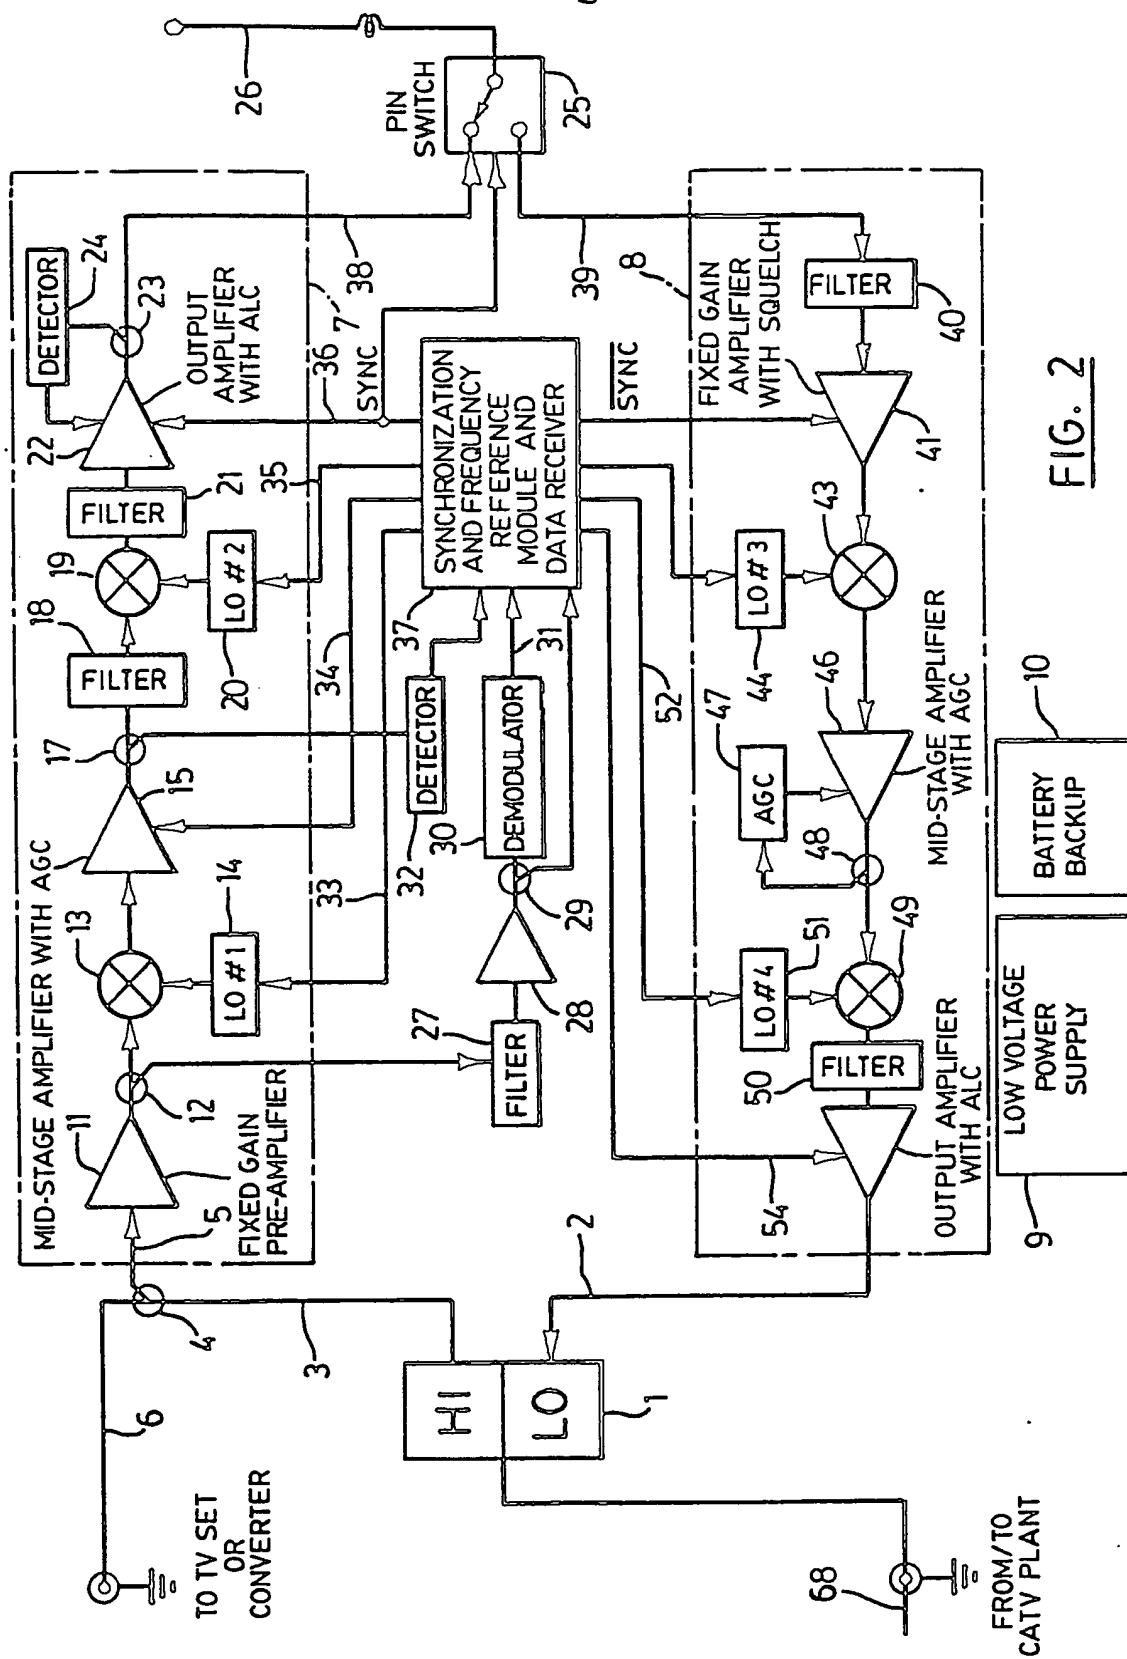 TO TV SET
OR
CONVERTER
6
4
3
HI
LO
1
2
68
FROM/TO
CATV PLANT
MID-STAGE AMPLIFIER WITH AGC
5
FIXED GAIN
PRE-AMPLIFIER
11
12
13
LO #1
14
15
17
FILTER
18
19
LO #2
20
FILTER
21
22
DETECTOR
24
23
OUTPUT
AMPLIFIER
WITH ALC
7
26
PIN
SWITCH
25
38
39
FILTER
27
28
29
DEMODULATOR
30
31
DETECTOR
32
33
34
35
36
SYNC
37
SYNCHRONIZATION
AND FREQUENCY
REFERENCE
MODULE AND
DATA RECEIVER
SYNC
8
FIXED GAIN
AMPLIFIER
WITH SQUELCH
FILTER
40
41
43
LO #3
44
52
46
MID-STAGE AMPLIFIER
WITH AGC
AGC
47
48
49
LO #4
51
FILTER
50
54
OUTPUT AMPLIFIER
WITH ALC
LOW VOLTAGE
POWER
SUPPLY
9
BATTERY
BACKUP
10
FIG. 2